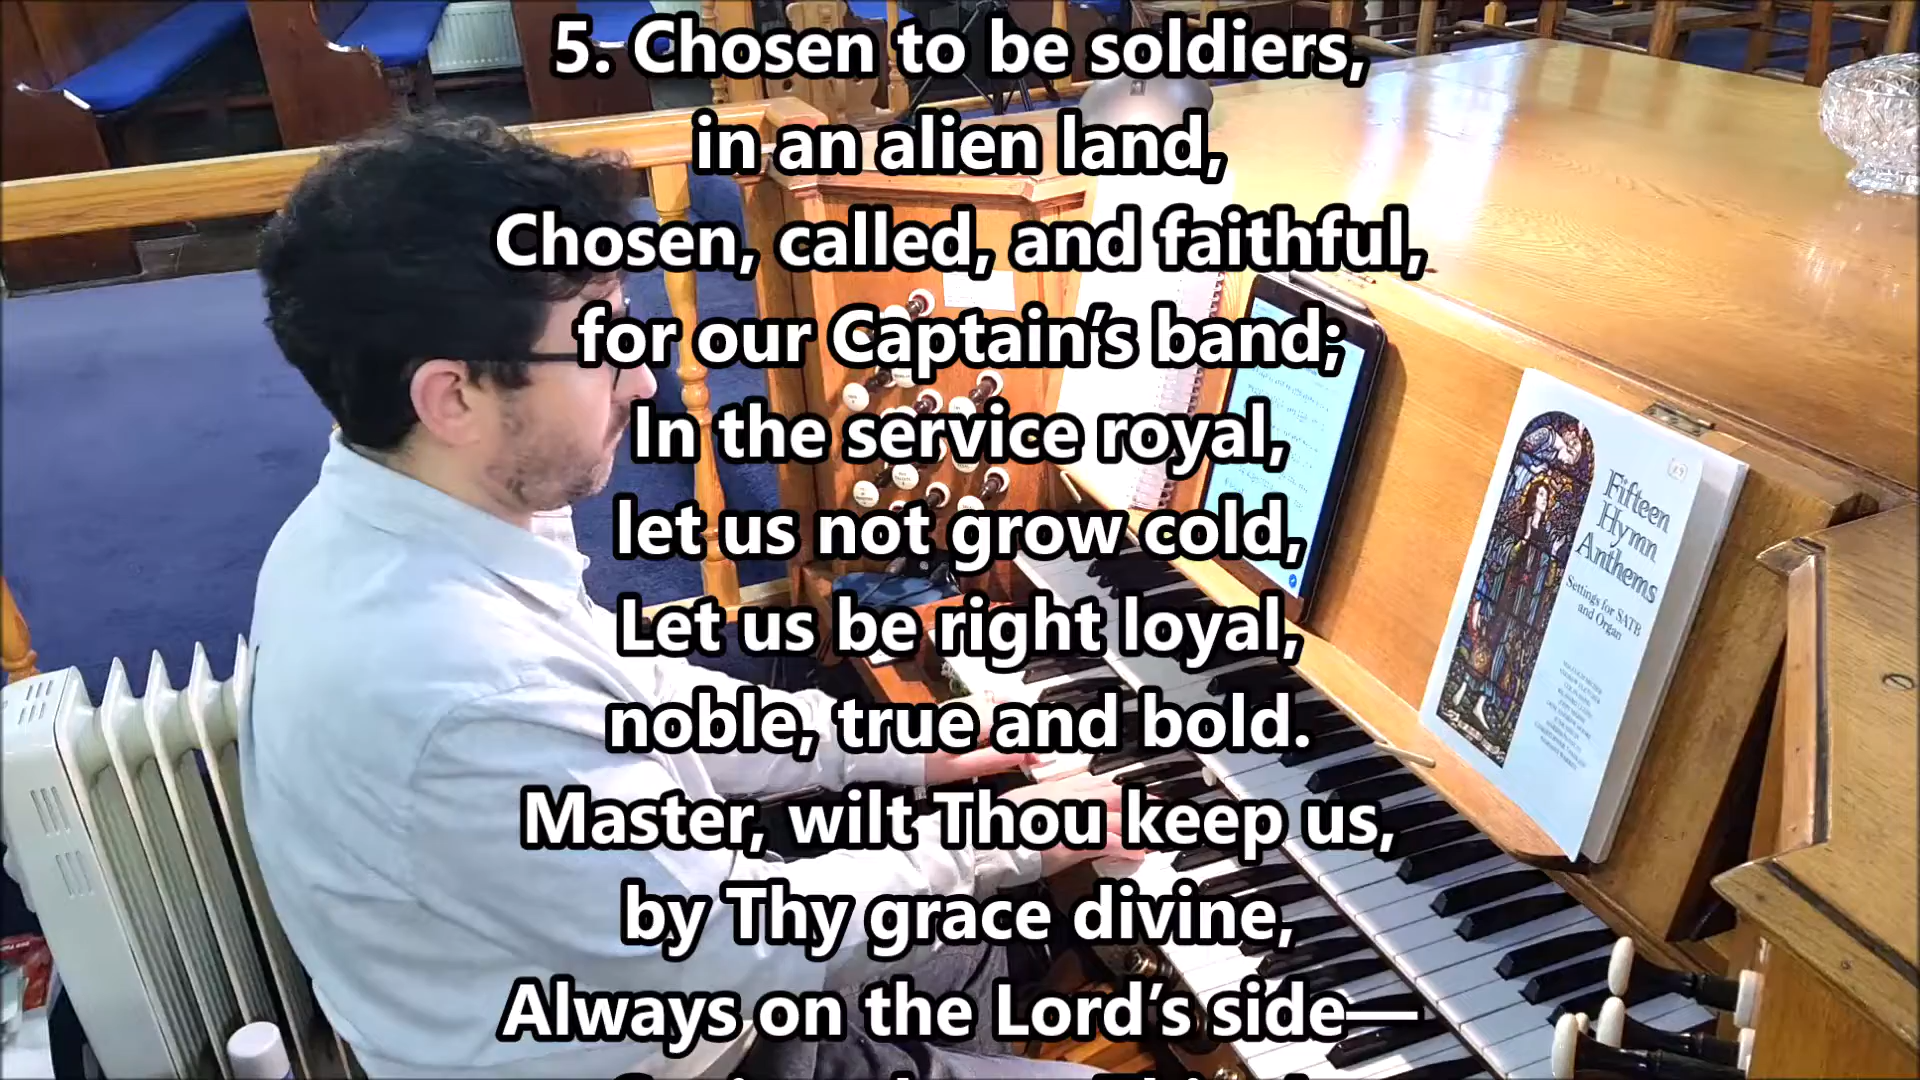 5. Chosen to be soldiers,
in an alien land,
Chosen, called, and faithful,
for our Captain’s band;
In the service royal,
let us not grow cold,
Let us be right loyal,
noble, true and bold.
Master, wilt Thou keep us,
by Thy grace divine,
Always on the Lord’s side—
Fifteen
Hymn
Anthems
Settings for SATB
and Organ